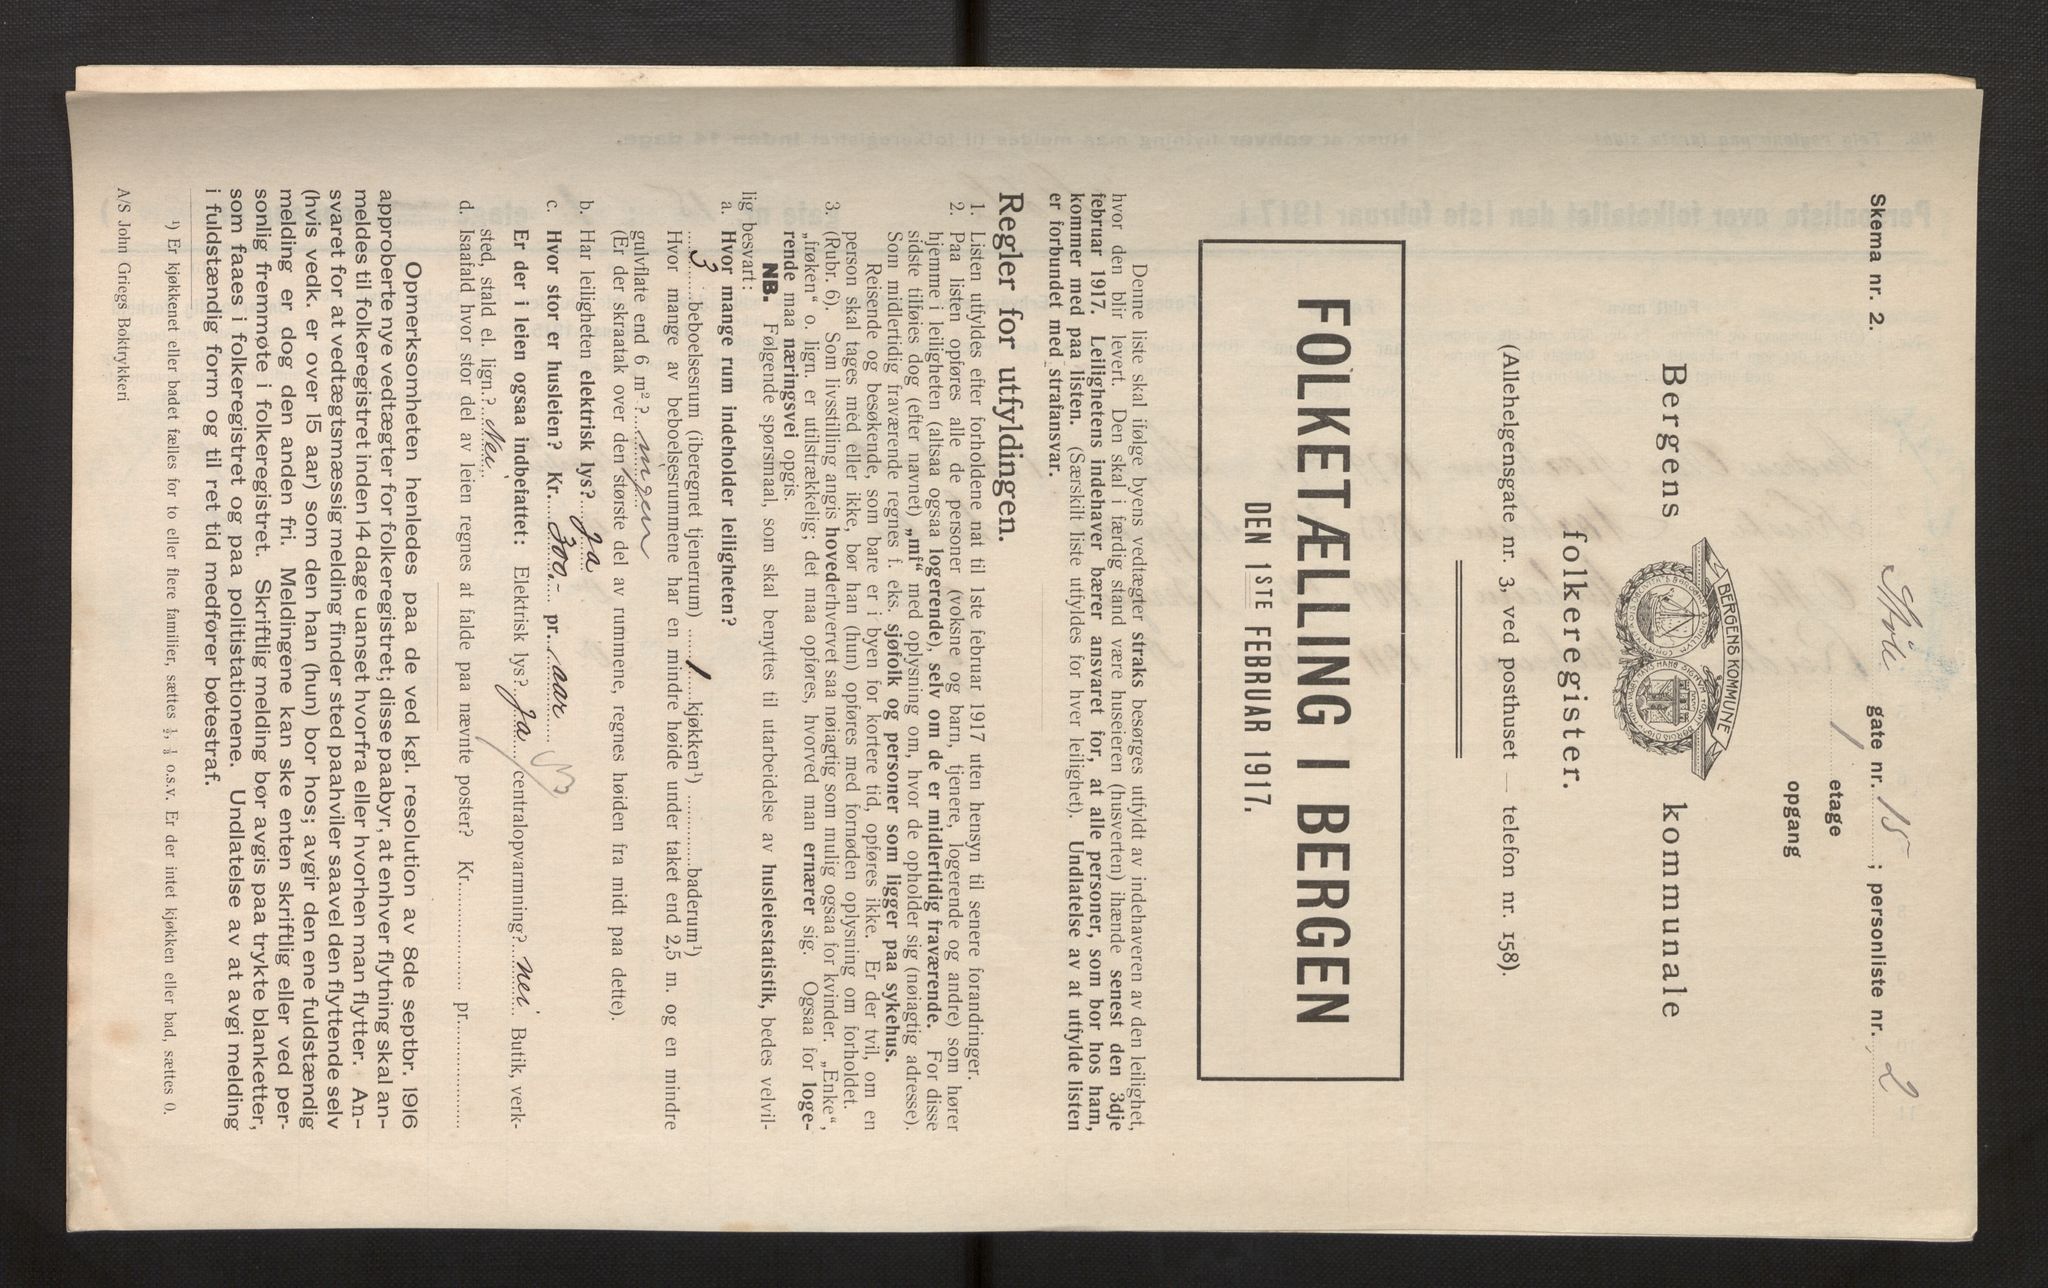 Skema nr. 2.
gate nr. 15 ; personliste nr. 2
1 etage
opgang
BERGENS KOMMUNE
Bergens kommunale
folkeregister.
(Allehelgensgate nr. 3 ved posthuset — telefon nr. 158).
FOLKETÆLLING I BERGEN
DEN 1STE FEBRUAR 1917.
Denne liste skal ifølge byens vedtægter straks besørges utfyldt av indehaveren av den leilighet,
hvor den blir levert. Den skal i færdig stand være huseieren (husverten) ihænde senest den 3dje
februar 1917. Leilighetens indehaver bærer ansvaret for, at alle personer, som bor hos ham,
kommer med paa listen. (Særskilt liste utfyldes for hver leilighet). Undlatelse av at utfylde listen
er forbundet med strafansvar.
Regler for utfyldingen.
1. Listen utfyldes efter forholdene nat til 1ste februar 1917 uten hensyn til senere forandringer.
2. Paa listen opføres alle de personer (voksne og barn, tjenere, logerende og andre) som hører
hjemme i leiligheten (altsaa ogsaa logerende), selv om de er midlertidig fraværende. For disse
sidste tilføies dog (efter navnet) „mf“ med oplysning om, hvor de opholder sig (nøiagtig adresse).
Som midlertidig fraværende regnes f. eks. sjøfolk og personer som ligger paa sykehus.
Reisende og besøkende, som bare er i byen for kortere tid, opføres ikke. Er der tvil, om en
person skal tages med eller ikke, bør han (hun) opføres med fornøden oplysning om forholdet.
3. (Rubr. 6). Som livsstilling angis hovederhvervet saa nøiagtig som mulig ogsaa for kvinder. „Enke“,
„frøken“ o. lign. er utilstrækkelig; det maa opføres, hvorved man ernærer sig. Ogsaa for loge-
rende maa næringsvei opgis.
NB. Følgende spørsmaal, som skal benyttes til utarbeidelse av husleiestatistik, bedes velvil-
lig besvart:
a. Hvor mange rum indeholder leiligheten?
3 beboelsesrum (iberegnet tjenerrum) 1 kjøkken¹) baderum¹)
Hvor mange av beboelsesrummene har en mindre høide under taket end 2,5 m. og en mindre
gulvflate end 6 m²? ingen
(Er der skraatak over den største del av rummene, regnes høiden fra midt paa dette).
b. Har leiligheten elektrisk lys? Ja
c. Hvor stor er husleien? Kr. 300. pr. aar
Er der i leien ogsaa indbefattet: Elektrisk lys? Ja centralopvarmning? nei Butik, verk-
sted, stald el. lign.? Nei
d. Isaafald hvor stor del av leien regnes at falde paa nævnte poster? Kr. pr.
Opmerksomheten henledes paa de ved kgl. resolution av 8de septbr. 1916
approberte nye vedtægter for folkeregistret; disse paabyr, at enhver flytning skal an-
meldes til folkeregistret inden 14 dage uanset hvorfra eller hvorhen man flytter. An-
svaret for at vedtægtsmæssig melding finder sted paahviler saavel den flyttende selv
(hvis vedk. er over 15 aar) som den han (hun) bor hos; avgir den ene fuldstændig
melding er dog den anden fri. Meldingene kan ske enten skriftlig eller ved per-
sonlig fremmøte i folkeregistret. Skriftlig melding bør avgis paa trykte blanketter,
som faaes i folkeregistret og paa politistationene. Undlatelse av at avgi melding
i fuldstændig form og til ret tid medfører bøtestraf.
¹) Er kjøkkenet eller badet fælles for to eller flere familier, sættes ½, ⅓ o.s.v. Er der intet kjøkken eller bad, sættes 0.
A/S John Griegs Boktrykkeri